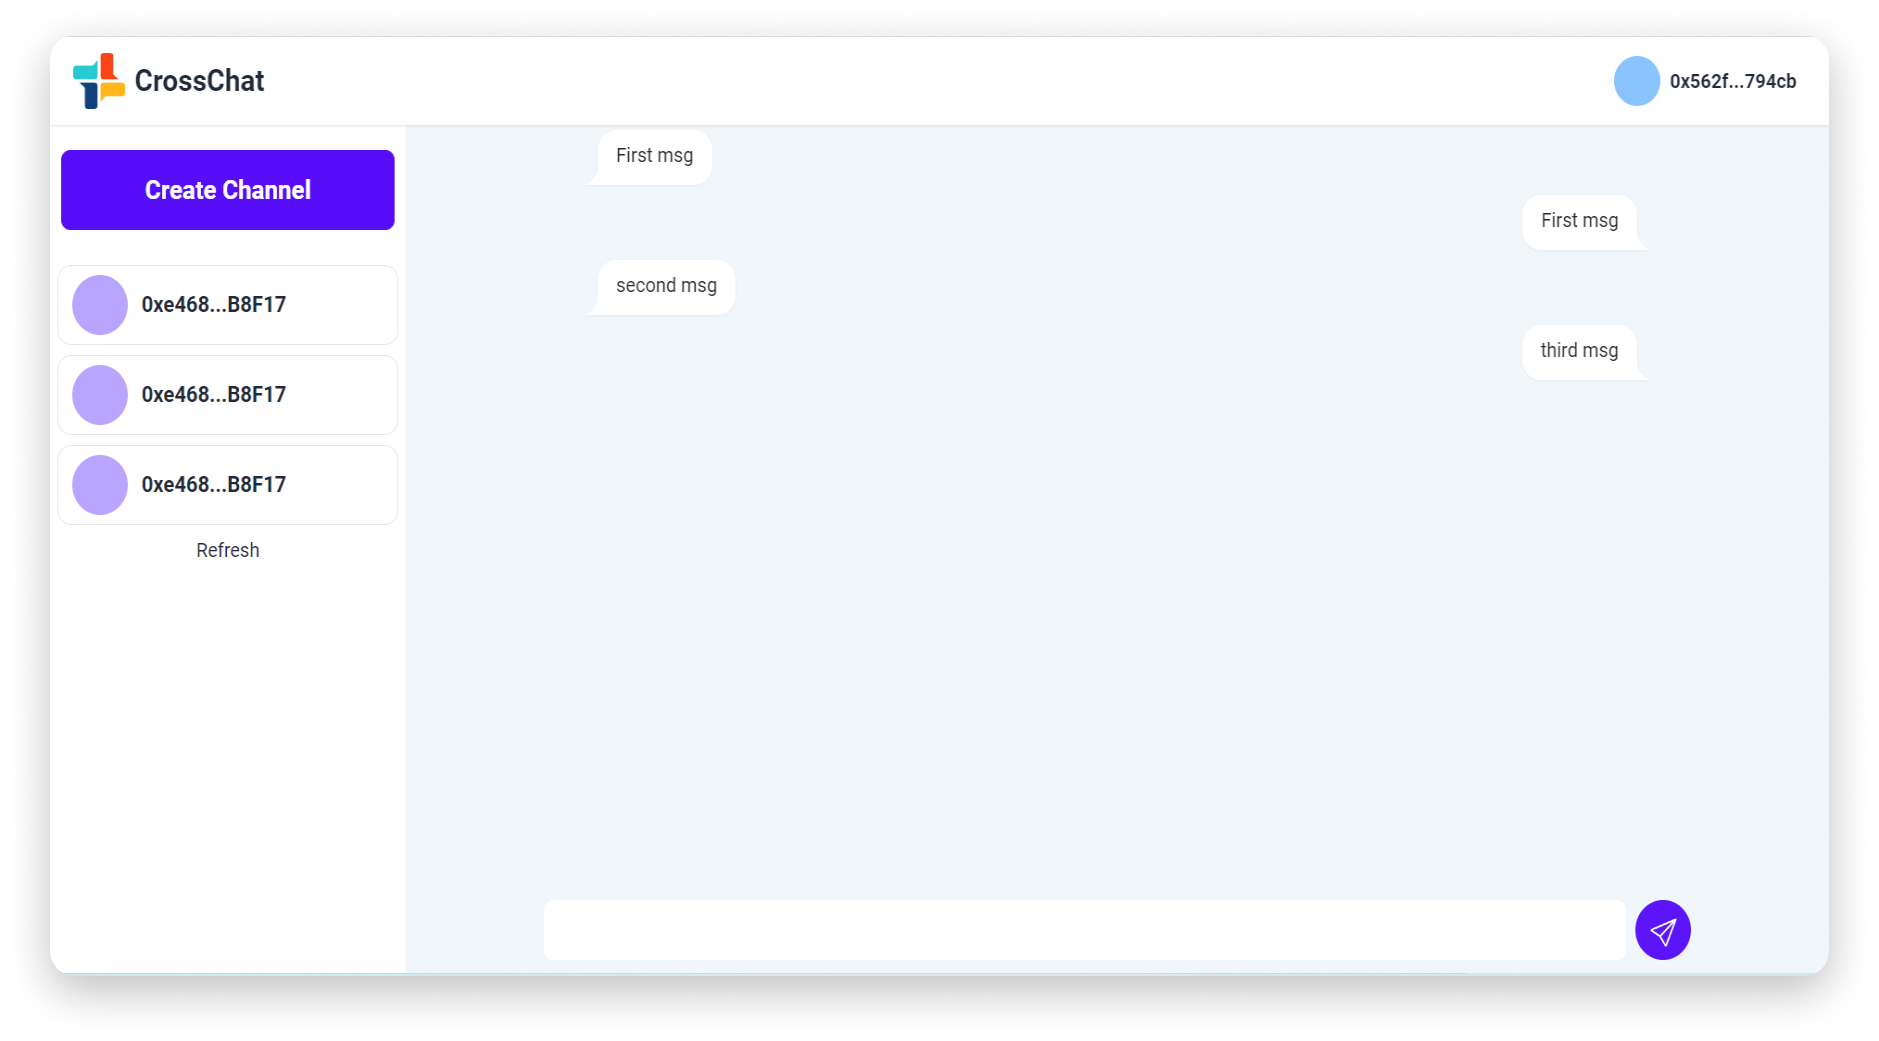 CrossChat
0x562f...794cb
Create Channel
0xe468...B8F17
0xe468...B8F17
0xe468...B8F17
Refresh
First msg
First msg
second msg
third msg